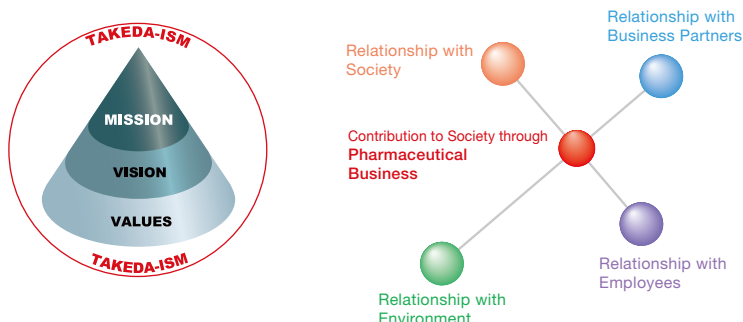 TAKEDA-ISM
MISSION
VISION
VALUES
TAKEDA-ISM
Relationship with
Business Partners
Relationship with
Society
Contribution to Society through
Pharmaceutical
Business
Relationship with
Employees
Relationship with
Environment